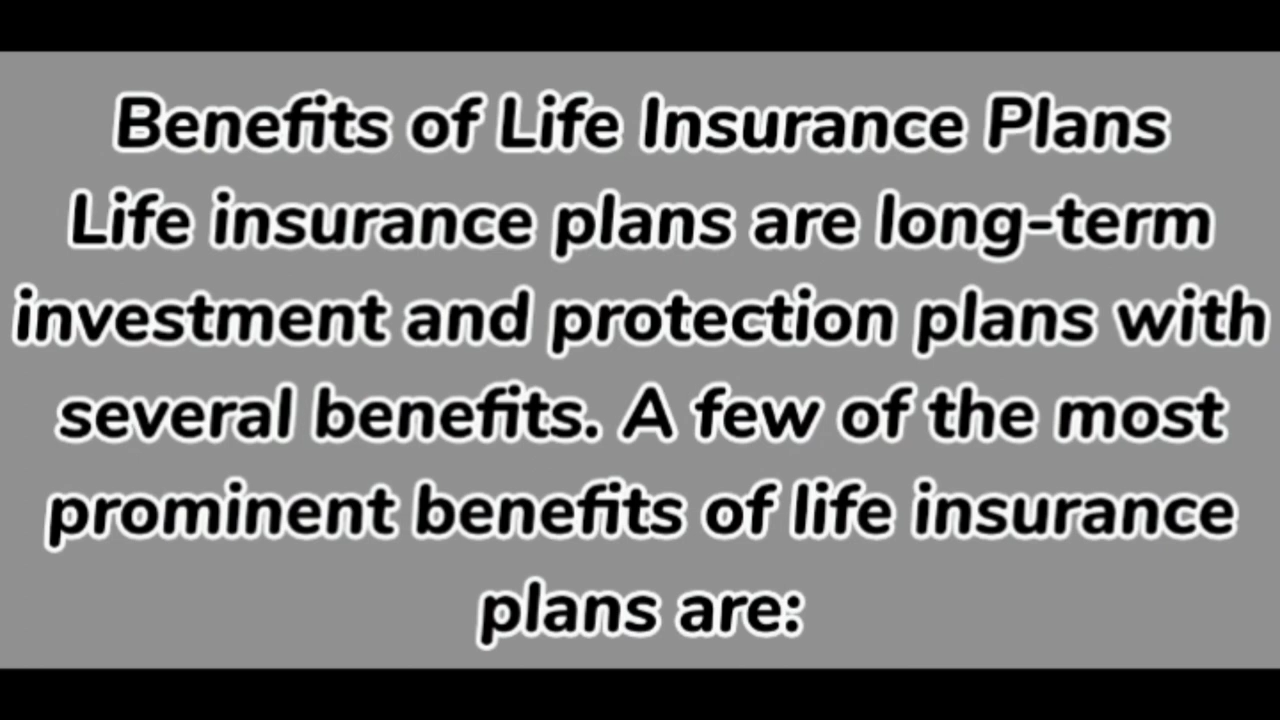 Benefits of Life Insurance Plans
Life insurance plans are long-term
investment and protection plans with
several benefits. A few of the most
prominent benefits of life insurance
plans are: